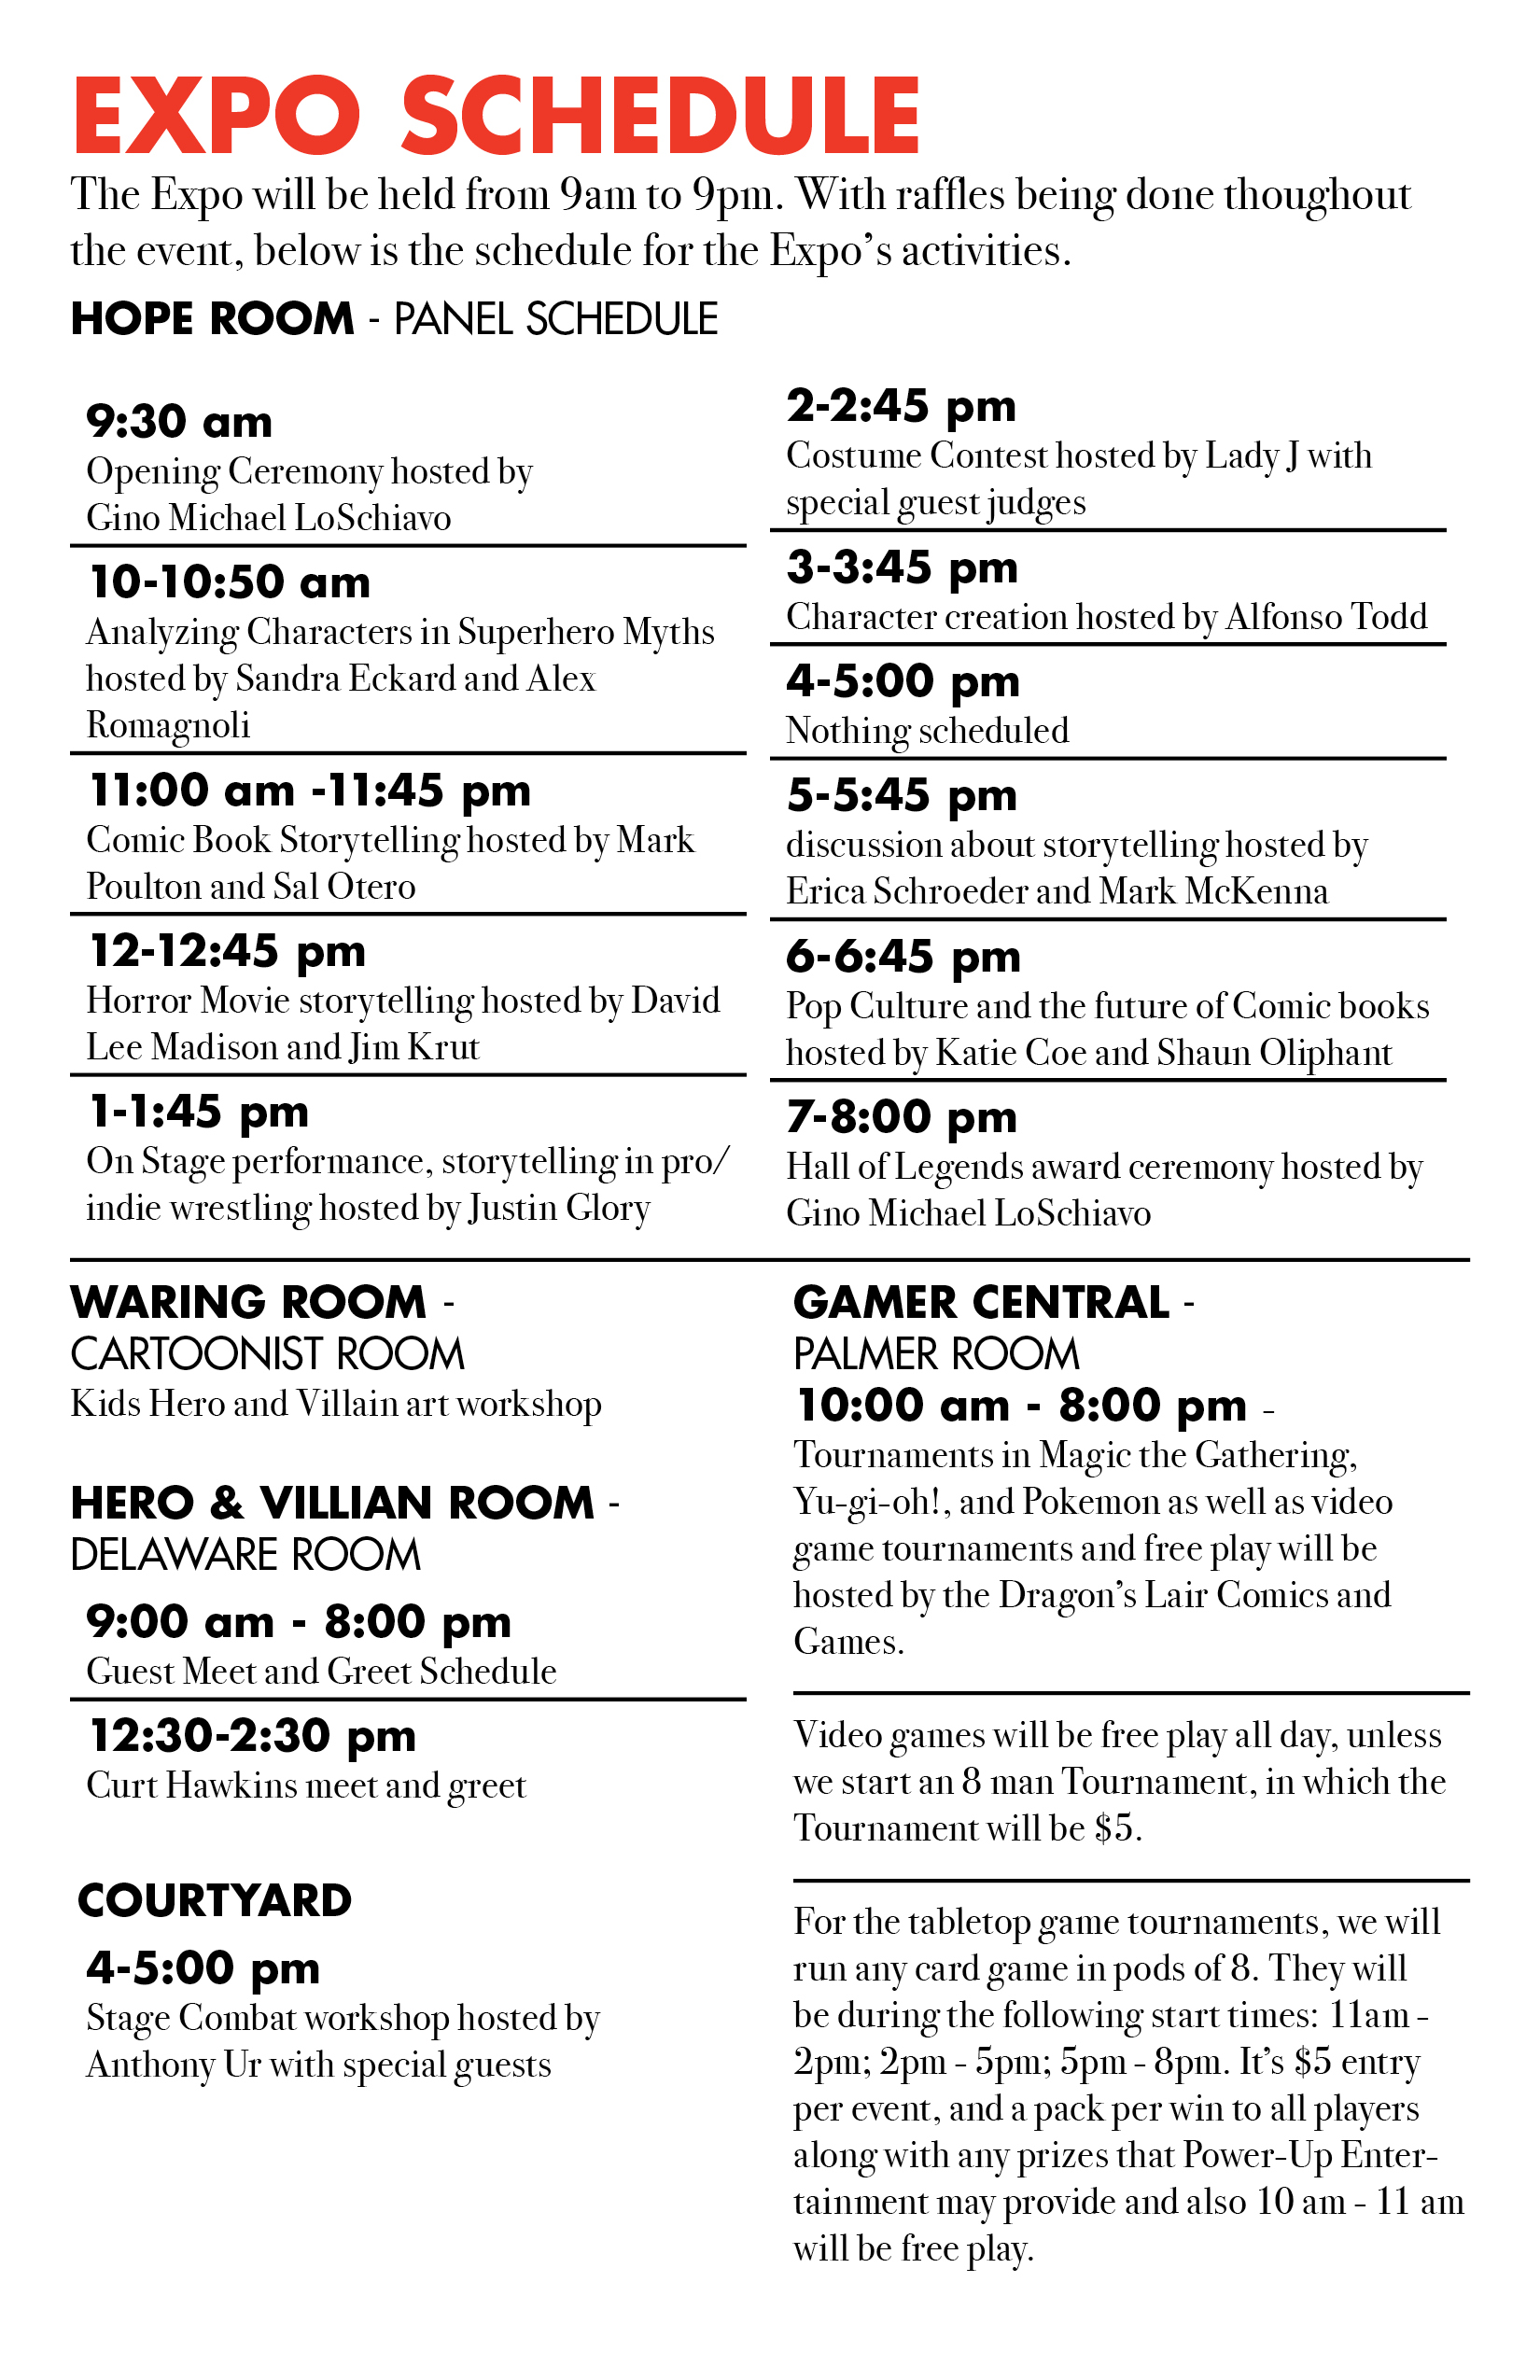 EXPO SCHEDULE
The Expo will be held from 9am to 9pm. With raffles being done thoughout
the event, below is the schedule for the Expo’s activities.
HOPE ROOM - PANEL SCHEDULE
9:30 am
Opening Ceremony hosted by
Gino Michael LoSchiavo
10-10:50 am
Analyzing Characters in Superhero Myths
hosted by Sandra Eckard and Alex
Romagnoli
11:00 am -11:45 pm
Comic Book Storytelling hosted by Mark
Poulton and Sal Otero
12-12:45 pm
Horror Movie storytelling hosted by David
Lee Madison and Jim Krut
1-1:45 pm
On Stage performance, storytelling in pro/
indie wrestling hosted by Justin Glory
2-2:45 pm
Costume Contest hosted by Lady J with
special guest judges
3-3:45 pm
Character creation hosted by Alfonso Todd
4-5:00 pm
Nothing scheduled
5-5:45 pm
discussion about storytelling hosted by
Erica Schroeder and Mark McKenna
6-6:45 pm
Pop Culture and the future of Comic books
hosted by Katie Coe and Shaun Oliphant
7-8:00 pm
Hall of Legends award ceremony hosted by
Gino Michael LoSchiavo
WARING ROOM -
CARTOONIST ROOM
Kids Hero and Villain art workshop
HERO & VILLIAN ROOM -
DELAWARE ROOM
9:00 am - 8:00 pm
Guest Meet and Greet Schedule
12:30-2:30 pm
Curt Hawkins meet and greet
COURTYARD
4-5:00 pm
Stage Combat workshop hosted by
Anthony Ur with special guests
GAMER CENTRAL -
PALMER ROOM
10:00 am - 8:00 pm -
Tournaments in Magic the Gathering,
Yu-gi-oh!, and Pokemon as well as video
game tournaments and free play will be
hosted by the Dragon’s Lair Comics and
Games.
Video games will be free play all day, unless
we start an 8 man Tournament, in which the
Tournament will be $5.
For the tabletop game tournaments, we will
run any card game in pods of 8. They will
be during the following start times: 11am -
2pm; 2pm - 5pm; 5pm - 8pm. It’s $5 entry
per event, and a pack per win to all players
along with any prizes that Power-Up Enter-
tainment may provide and also 10 am - 11 am
will be free play.